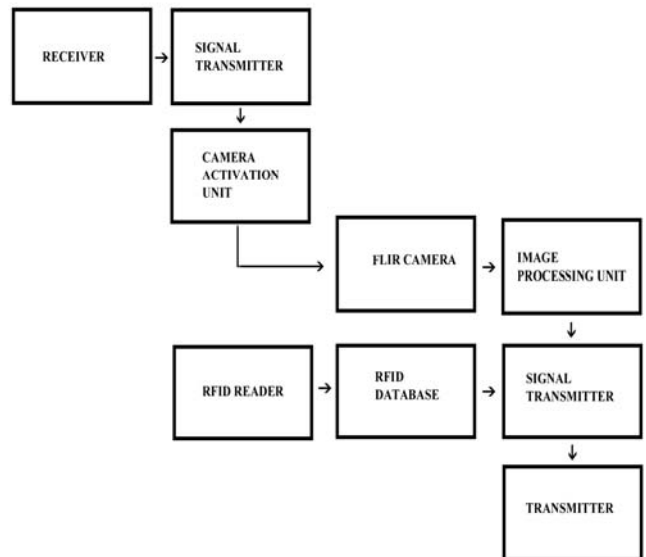 RECEIVER
SIGNAL
TRANSMITTER
CAMERA
ACTIVATION
UNIT
FLIR CAMERA
IMAGE
PROCESSING UNIT
RFID READER
RFID
DATABASE
SIGNAL
TRANSMITTER
TRANSMITTER